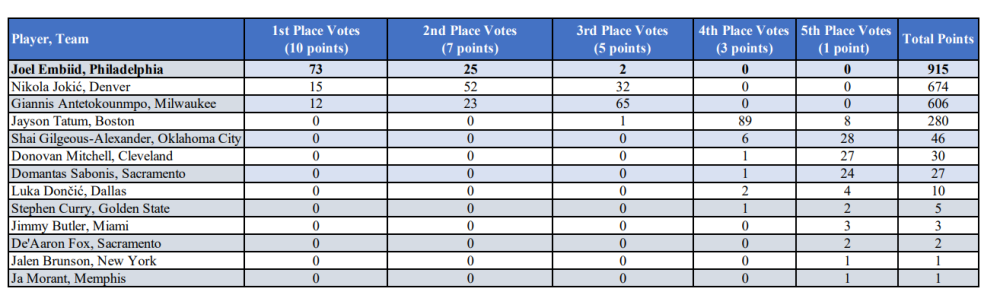 Player, Team 1st Place Votes (10 points) 2nd Place Votes (7 points) 3rd Place Votes (5 points) 4th Place Votes (3 points) 5th Place Votes (1 point) Total Points
Joel Embiid, Philadelphia 73 25 2 0 0 915
Nikola Jokić, Denver 15 52 32 0 0 674
Giannis Antetokounmpo, Milwaukee 12 23 65 0 0 606
Jayson Tatum, Boston 0 0 1 89 8 280
Shai Gilgeous-Alexander, Oklahoma City 0 0 0 6 28 46
Donovan Mitchell, Cleveland 0 0 0 1 27 30
Domantas Sabonis, Sacramento 0 0 0 1 24 27
Luka Dončić, Dallas 0 0 0 2 4 10
Stephen Curry, Golden State 0 0 0 1 2 5
Jimmy Butler, Miami 0 0 0 0 3 3
De'Aaron Fox, Sacramento 0 0 0 0 2 2
Jalen Brunson, New York 0 0 0 0 1 1
Ja Morant, Memphis 0 0 0 0 1 1